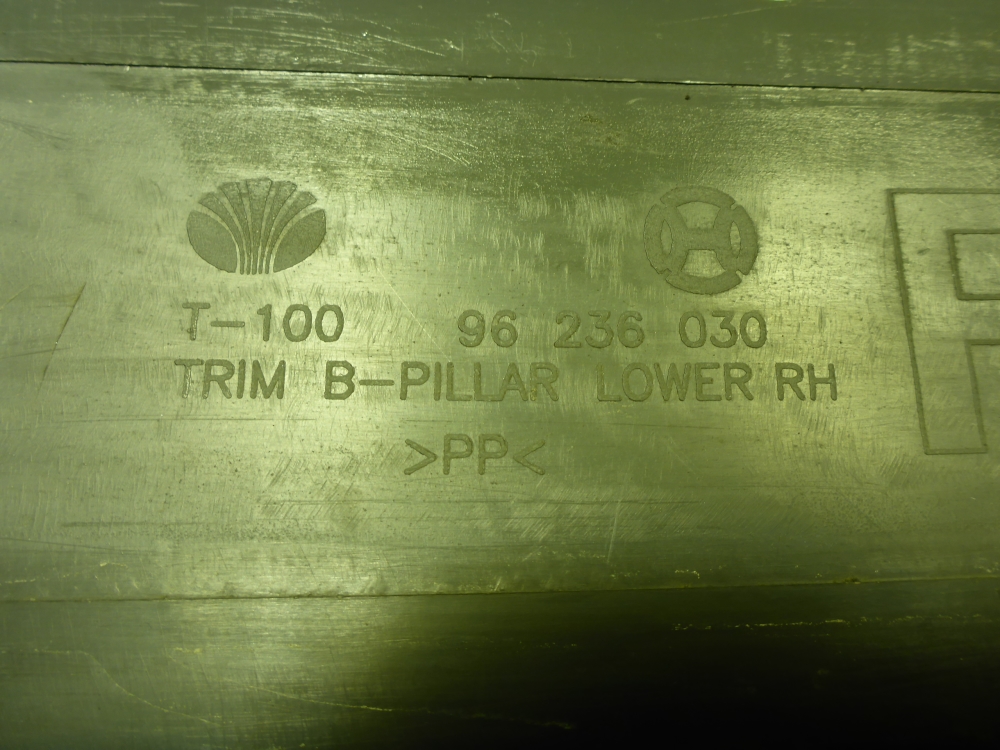 T-100 96 236 030
TRIM B-PILLAR LOWER RH
>PP<